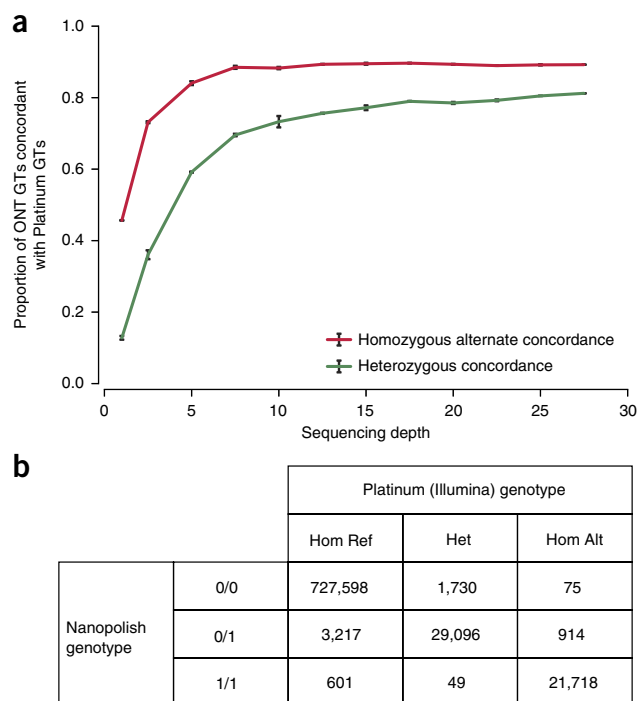 a
Proportion of ONT GTs concordant
with Platinum GTs
1.0
0.8
0.6
0.4
0.2
0.0
Homozygous alternate concordance
Heterozygous concordance
0 5 10 15 20 25 30
Sequencing depth
b
Platinum (Illumina) genotype
Hom Ref Het Hom Alt
Nanopolish
genotype
0/0 727,598 1,730 75
0/1 3,217 29,096 914
1/1 601 49 21,718